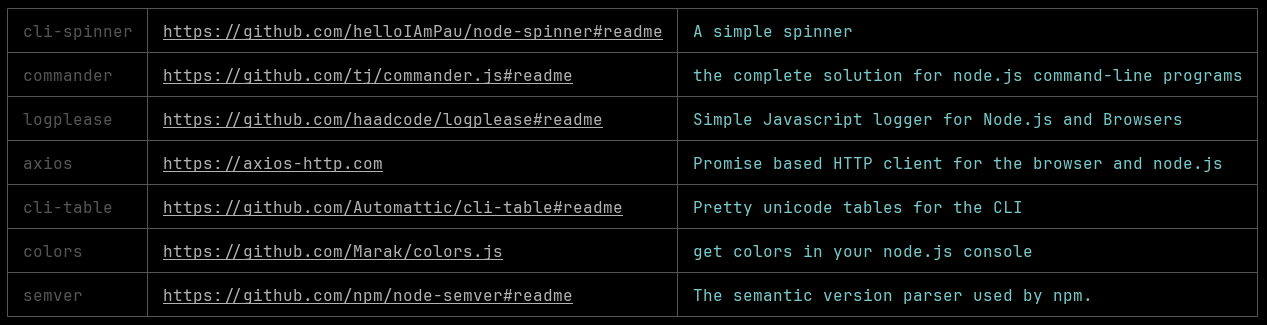 cli-spinner https://github.com/helloIAmPau/node-spinner#readme A simple spinner
commander https://github.com/tj/commander.js#readme the complete solution for node.js command-line programs
logplease https://github.com/haadcode/logplease#readme Simple Javascript logger for Node.js and Browsers
axios https://axios-http.com Promise based HTTP client for the browser and node.js
cli-table https://github.com/Automattic/cli-table#readme Pretty unicode tables for the CLI
colors https://github.com/Marak/colors.js get colors in your node.js console
semver https://github.com/npm/node-semver#readme The semantic version parser used by npm.